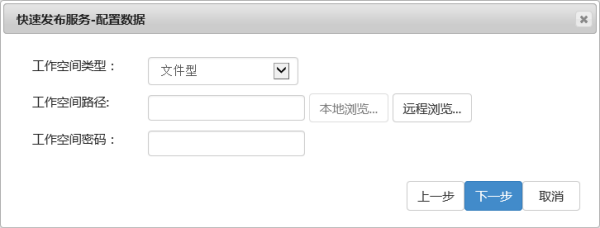 快速发布服务-配置数据
工作空间类型： 文件型
工作空间路径: 本地浏览... 远程浏览...
工作空间密码：
上一步 下一步 取消